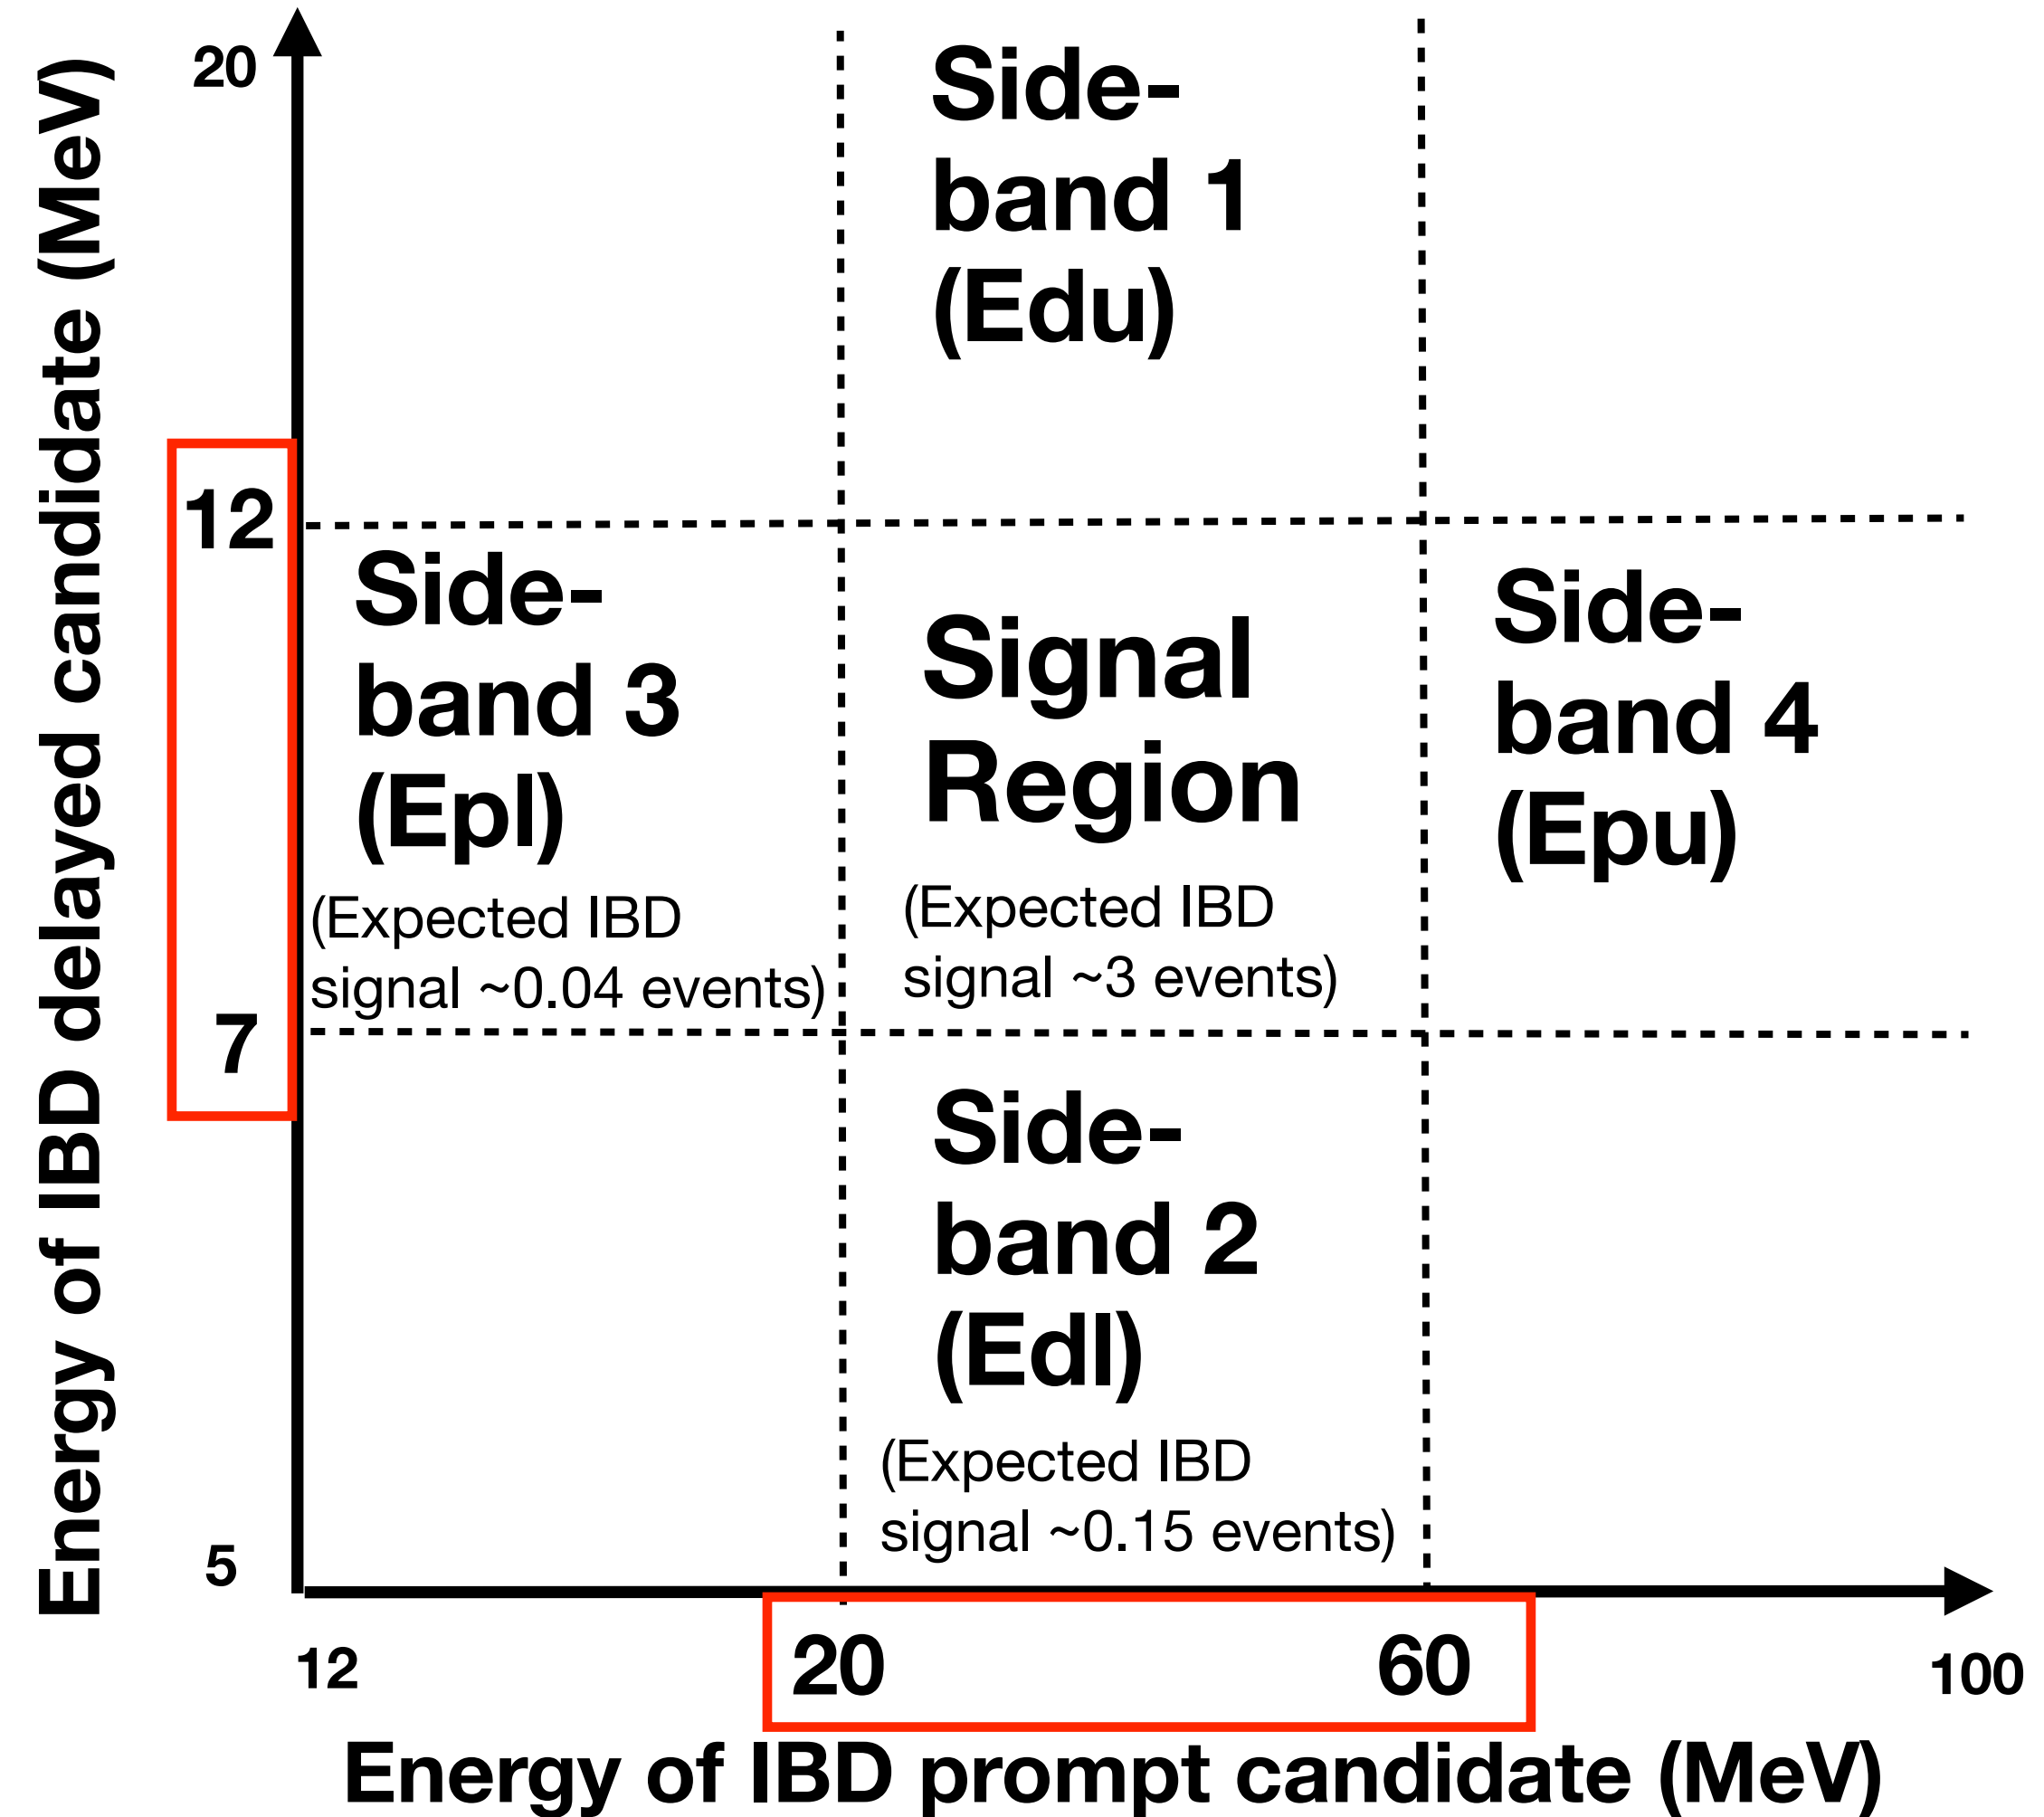 Energy of IBD delayed candidate (MeV)
20
12
7
5
Side-
band 1
(Edu)
Side-
band 3
(Epl)
(Expected IBD
signal ~0.04 events)
Signal
Region
(Expected IBD
signal ~3 events)
Side-
band 4
(Epu)
Side-
band 2
(Edl)
(Expected IBD
signal ~0.15 events)
12
20
60
100
Energy of IBD prompt candidate (MeV)